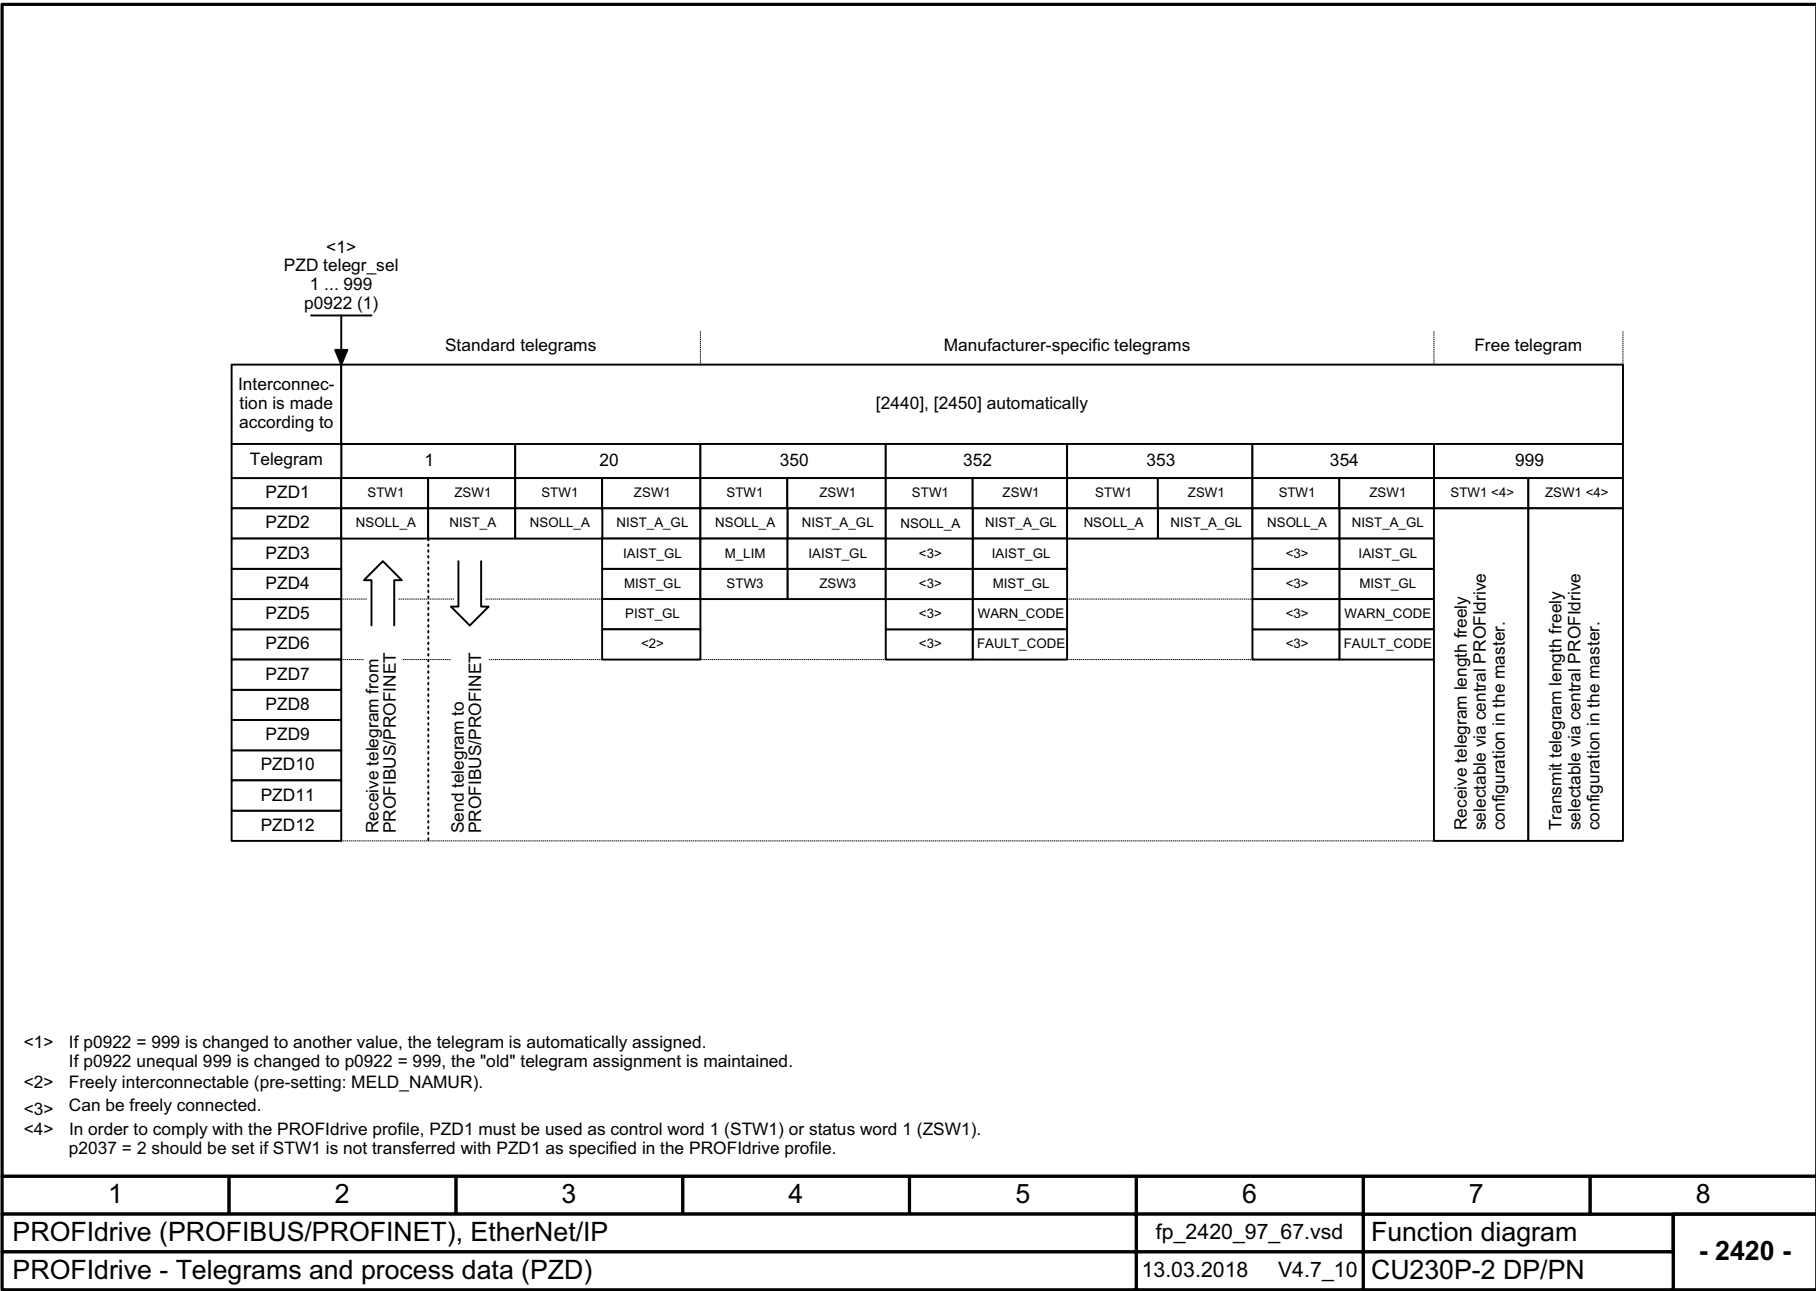 <1>
PZD telegr_sel
1 ... 999
p0922 (1)
Standard telegrams Manufacturer-specific telegrams Free telegram
Interconnec-
tion is made
according to
[2440], [2450] automatically
Telegram 1 20 350 352 353 354 999
PZD1 STW1 ZSW1 STW1 ZSW1 STW1 ZSW1 STW1 ZSW1 STW1 ZSW1 STW1 ZSW1 STW1 <4> ZSW1 <4>
PZD2 NSOLL_A NIST_A NSOLL_A NIST_A_GL NSOLL_A NIST_A_GL NSOLL_A NIST_A_GL NSOLL_A NIST_A_GL NSOLL_A NIST_A_GL
PZD3 IAIST_GL M_LIM IAIST_GL <3> IAIST_GL <3> IAIST_GL
PZD4 MIST_GL STW3 ZSW3 <3> MIST_GL <3> MIST_GL
PZD5 PIST_GL <3> WARN_CODE <3> WARN_CODE
PZD6 <2> <3> FAULT_CODE <3> FAULT_CODE
PZD7
PZD8
PZD9
PZD10
PZD11
PZD12
Receive telegram from
PROFIBUS/PROFINET
Send telegram to
PROFIBUS/PROFINET
Receive telegram length freely
selectable via central PROFIdrive
configuration in the master.
Transmit telegram length freely
selectable via central PROFIdrive
configuration in the master.
<1> If p0922 = 999 is changed to another value, the telegram is automatically assigned.
If p0922 unequal 999 is changed to p0922 = 999, the "old" telegram assignment is maintained.
<2> Freely interconnectable (pre-setting: MELD_NAMUR).
<3> Can be freely connected.
<4> In order to comply with the PROFIdrive profile, PZD1 must be used as control word 1 (STW1) or status word 1 (ZSW1).
p2037 = 2 should be set if STW1 is not transferred with PZD1 as specified in the PROFIdrive profile.
1 2 3 4 5 6 7 8
PROFIdrive (PROFIBUS/PROFINET), EtherNet/IP fp_2420_97_67.vsd Function diagram
- 2420 -
PROFIdrive - Telegrams and process data (PZD) 13.03.2018 V4.7_10 CU230P-2 DP/PN